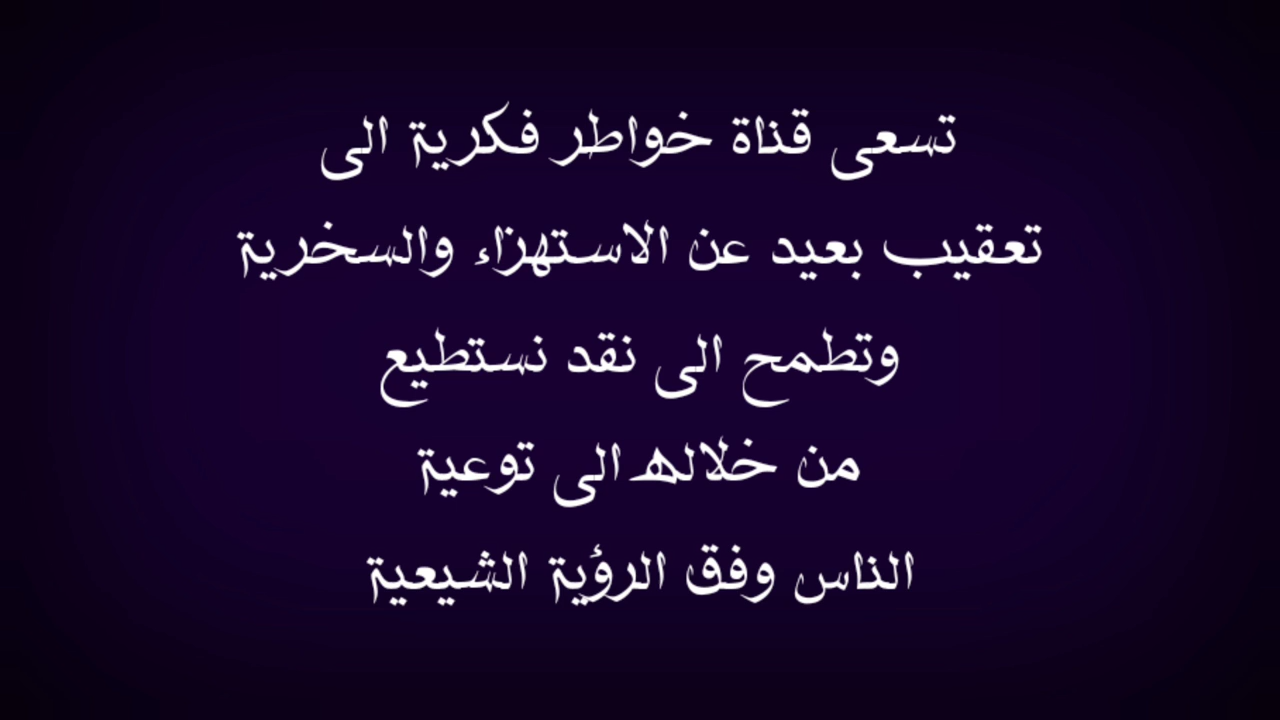 تسعى قناة خواطر فكرية الى
تعقيب بعيد عن الاستهزاء والسخرية
وتطمح الى نقد نستطيع
من خلاله الى توعية
الناس وفق الرؤية الشيعية